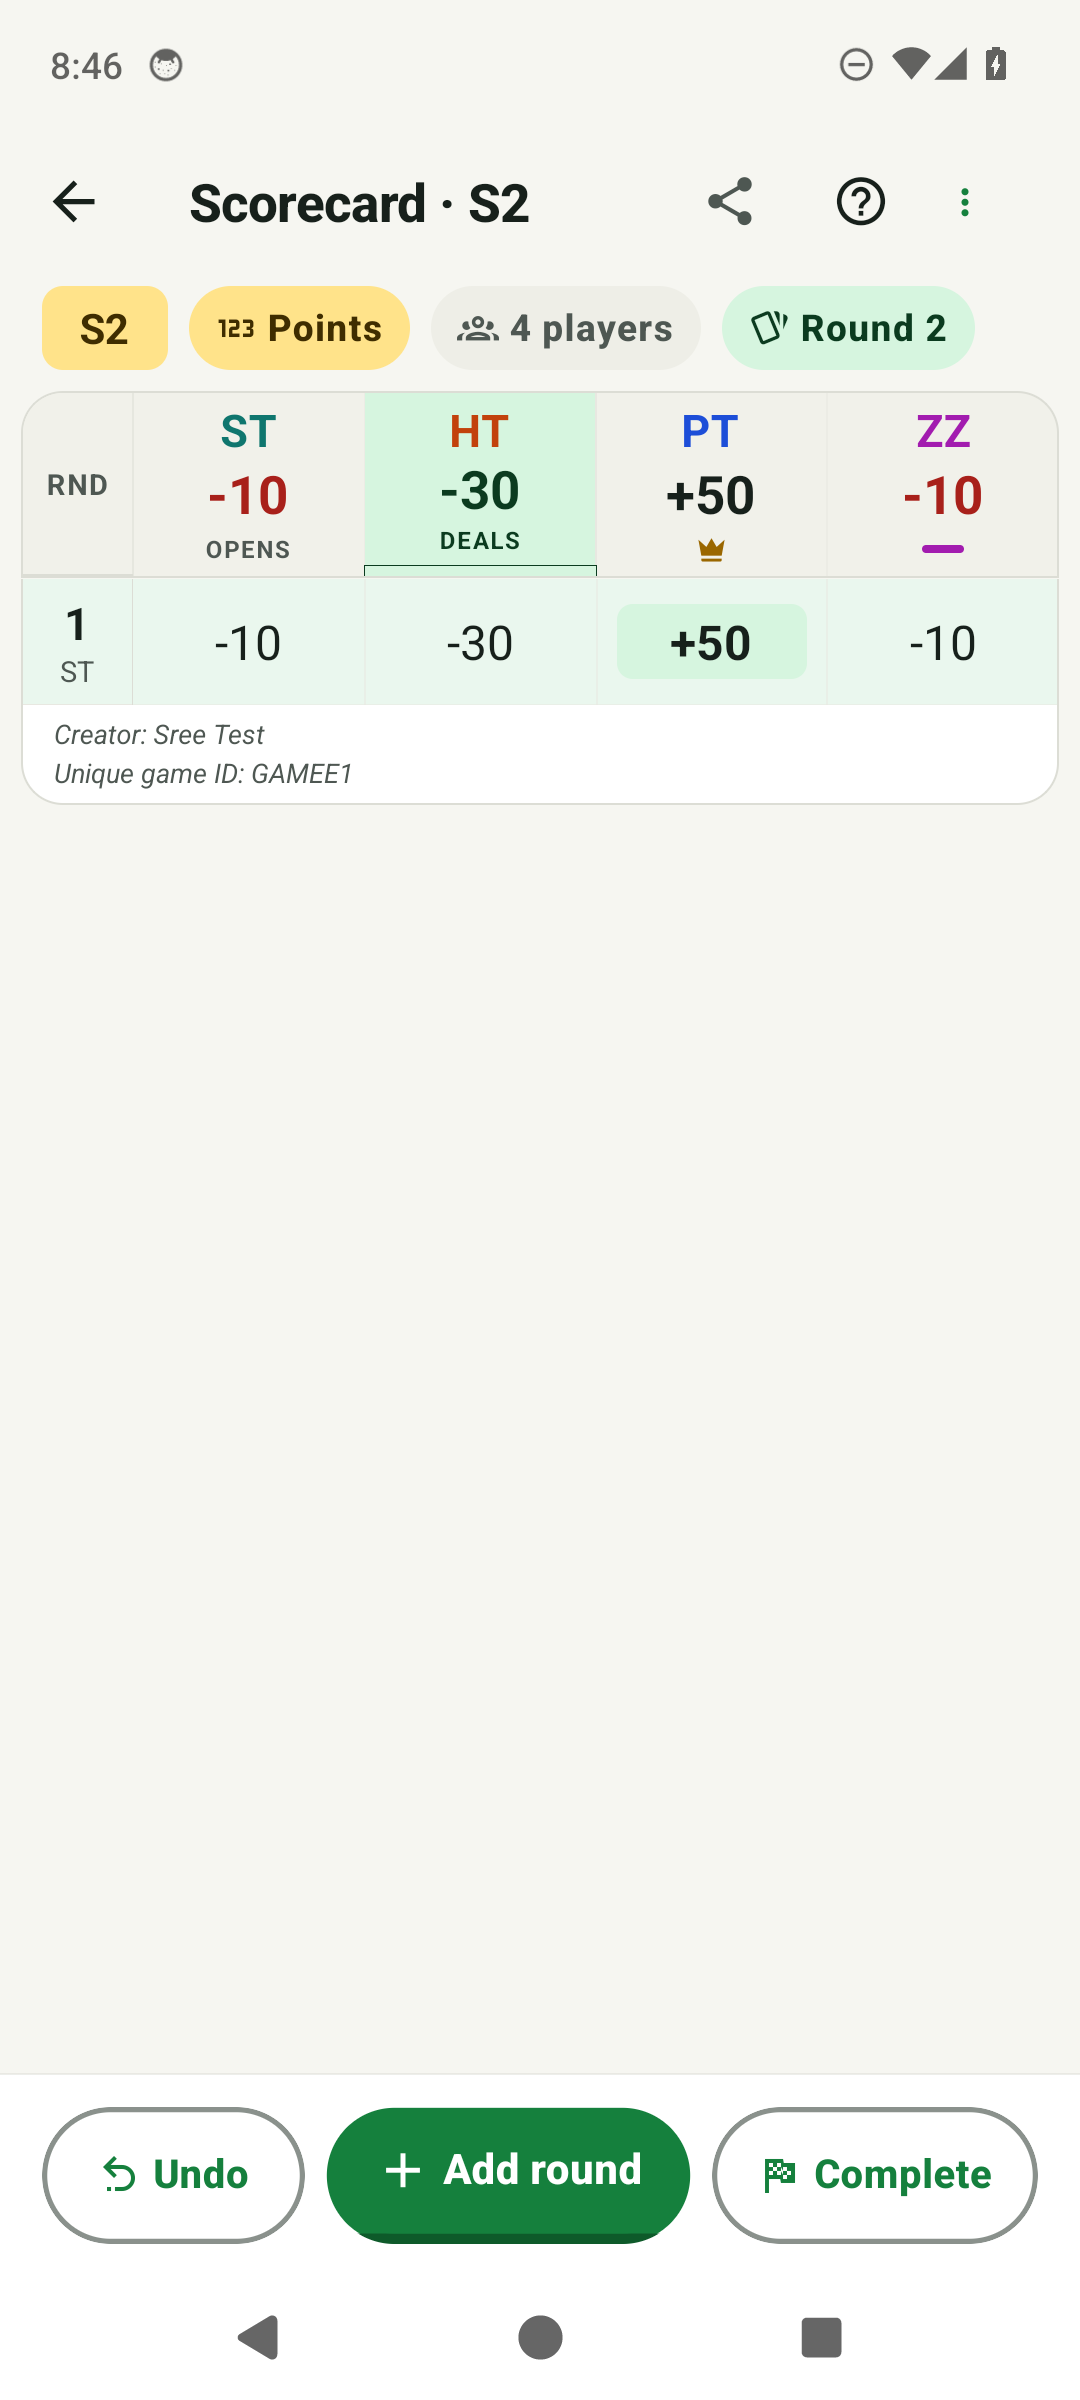 8:46
Scorecard · S2
S2
123 Points
4 players
Round 2
RND
ST
-10
OPENS
HT
-30
DEALS
PT
+50
ZZ
-10
1
ST
-10
-30
+50
-10
Creator: Sree Test
Unique game ID: GAMEE1
Undo
+ Add round
Complete